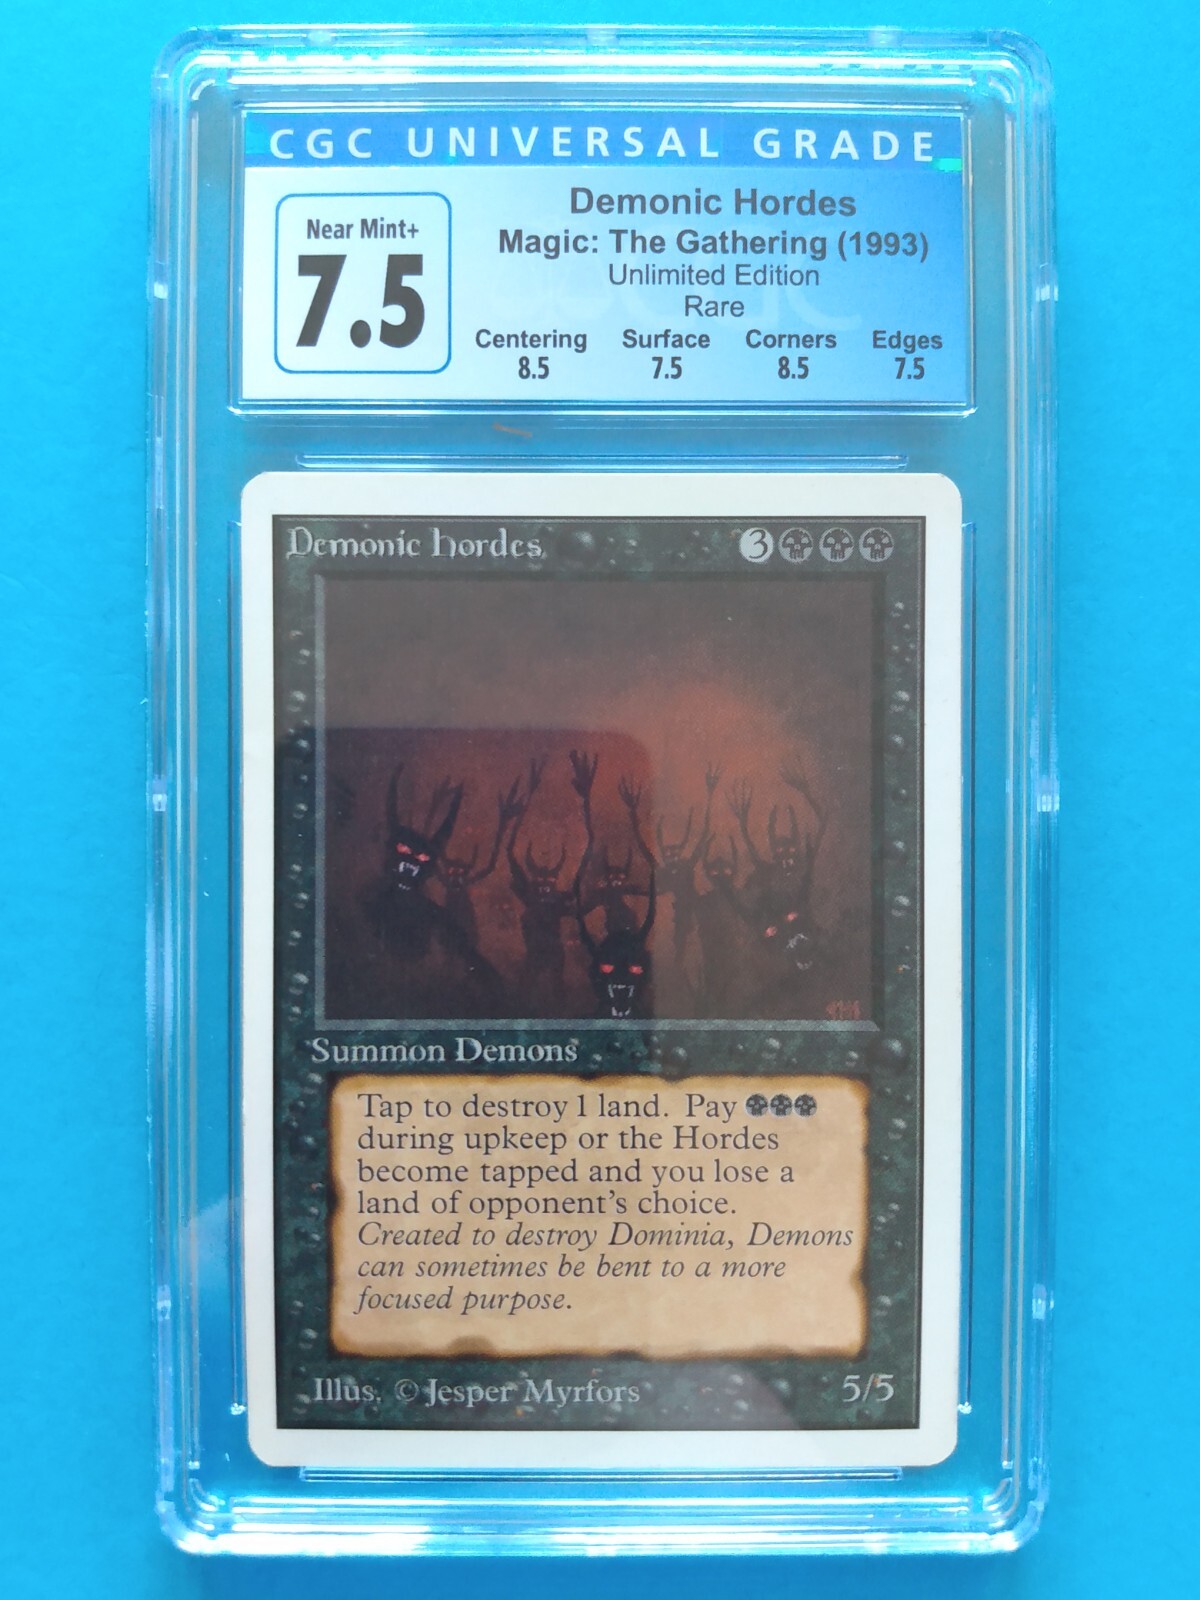 CGC UNIVERSAL GRADE
Near Mint+
7.5
Demonic Hordes
Magic: The Gathering (1993)
Unlimited Edition
Rare
Centering Surface Corners Edges
8.5 7.5 8.5 7.5
Demonic Hordes 3
Summon Demons
Tap to destroy 1 land. Pay
during upkeep or the Hordes
become tapped and you lose a
land of opponent's choice.
Created to destroy Dominia, Demons
can sometimes be bent to a more
focused purpose.
Illus. © Jesper Myrfors 5/5